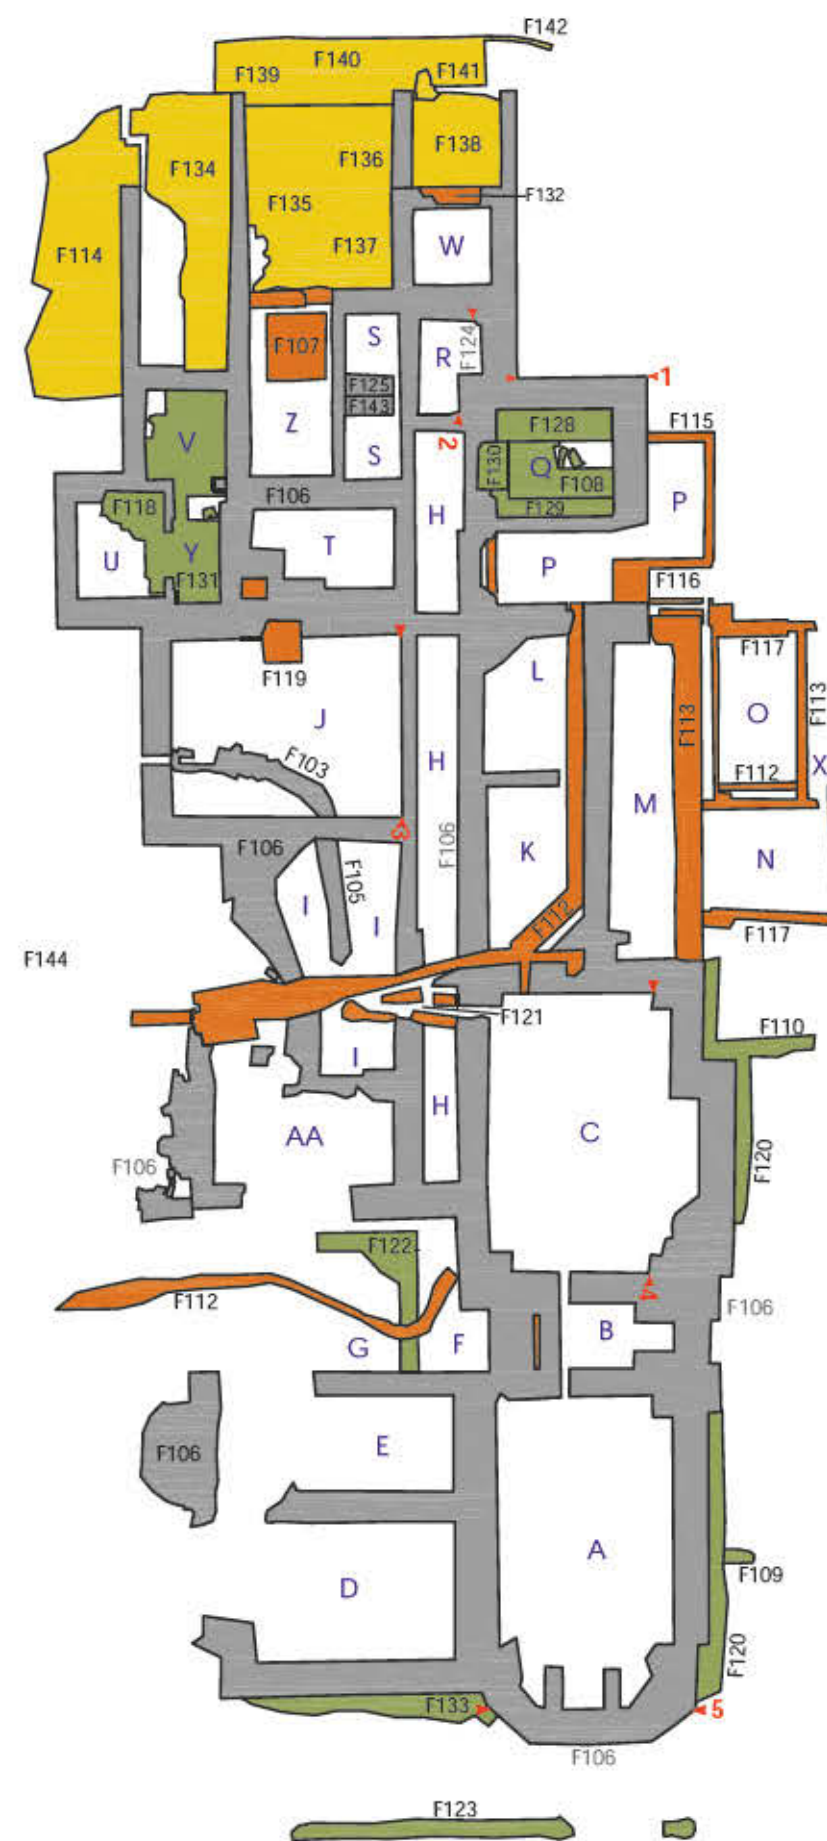 F142
F140
F139
F141
F136
F138
F134
F132
F135
F137
W
F114
F124
S
F107
R
1
F125
F143
F115
2
F128
V
Z
S
F130
Q
F108
P
F106
F129
F118
H
T
U
Y
P
F131
F116
L
F117
F119
J
O
F113
F113
F103
H
F112
X
M
3
F106
F106
K
N
F105
I
I
F112
F117
F144
F121
F110
I
H
C
AA
F106
F120
F122
4
F112
F106
B
G
F
E
F106
A
F109
D
F120
F133
5
F106
F123